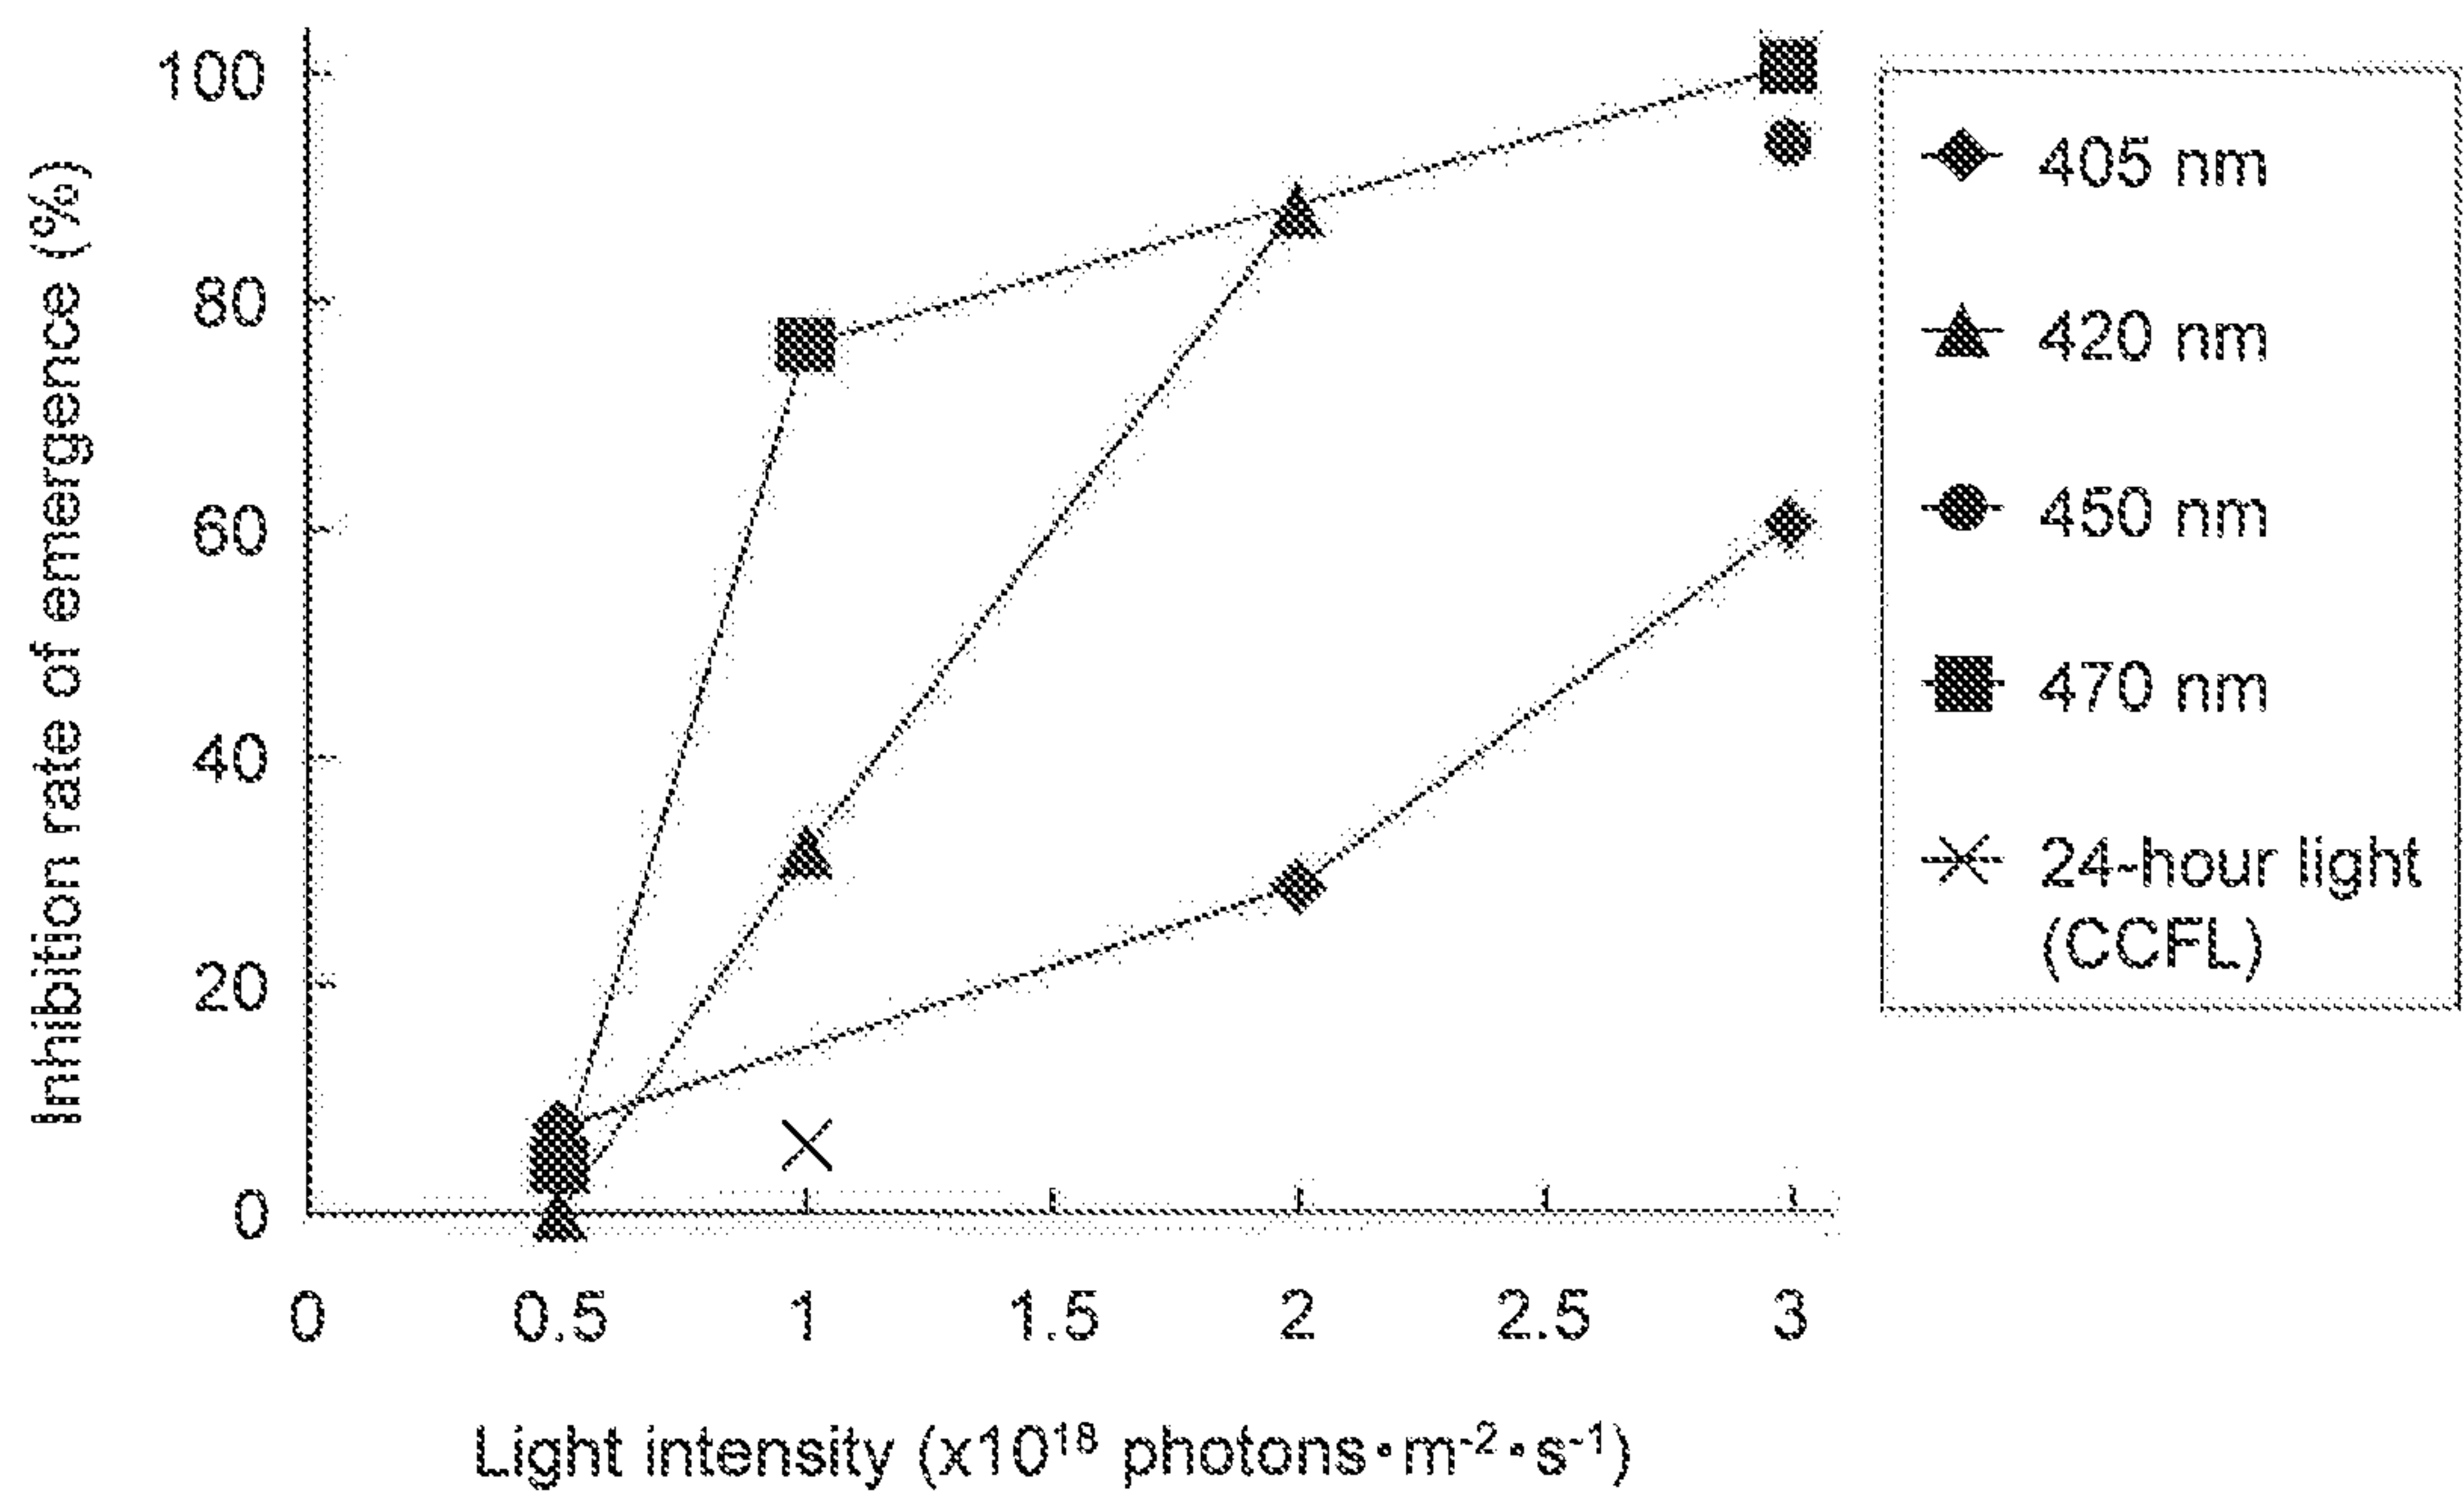 Inhibition rate of emergence (%)
100
80
60
40
20
0
0 0.5 1 1.5 2 2.5 3
Light intensity (x10¹⁸ photons·m⁻²·s⁻¹)
405 nm
420 nm
450 nm
470 nm
24-hour light
(CCFL)